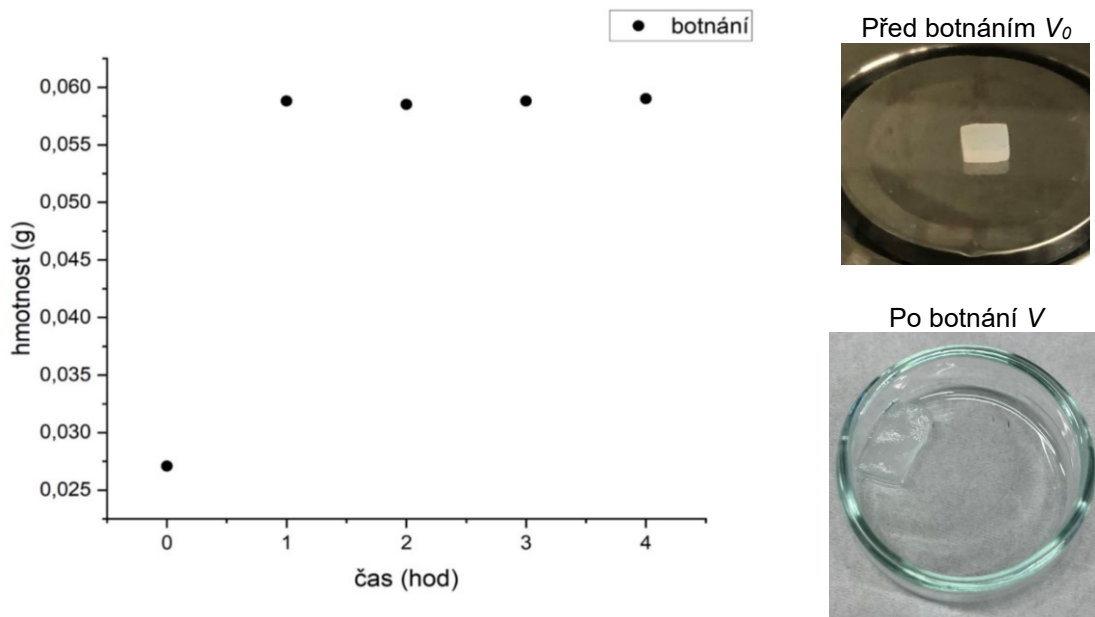 botnání
0,060
0,055
0,050
0,045
0,040
0,035
0,030
0,025
hmotnost (g)
0 1 2 3 4
čas (hod)
Před botnáním V₀
Po botnání V